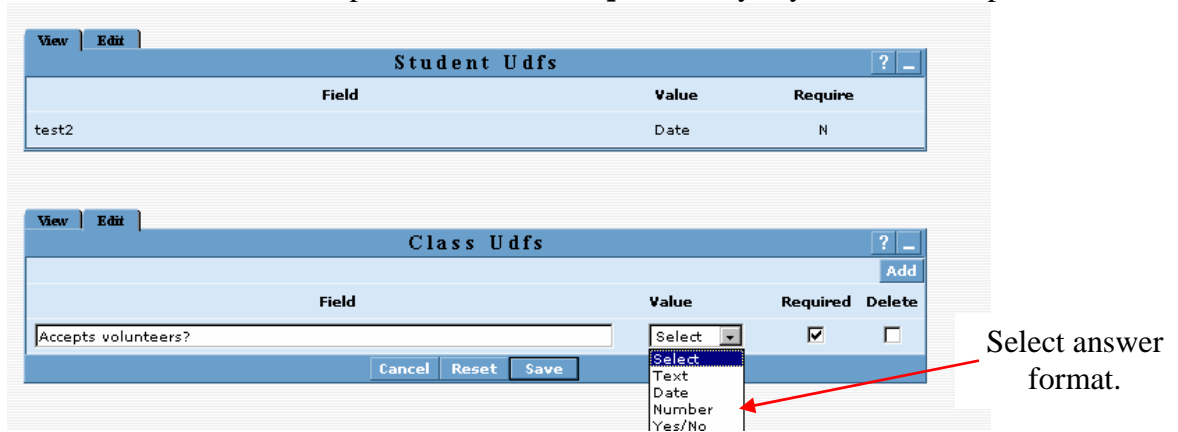 View Edit
Student Udfs ? _
Field Value Require
test2 Date N
View Edit
Class Udfs ? _
Add
Field Value Required Delete
Accepts volunteers? Select
Cancel Reset Save
Select
Text
Date
Number
Yes/No
Select answer
format.